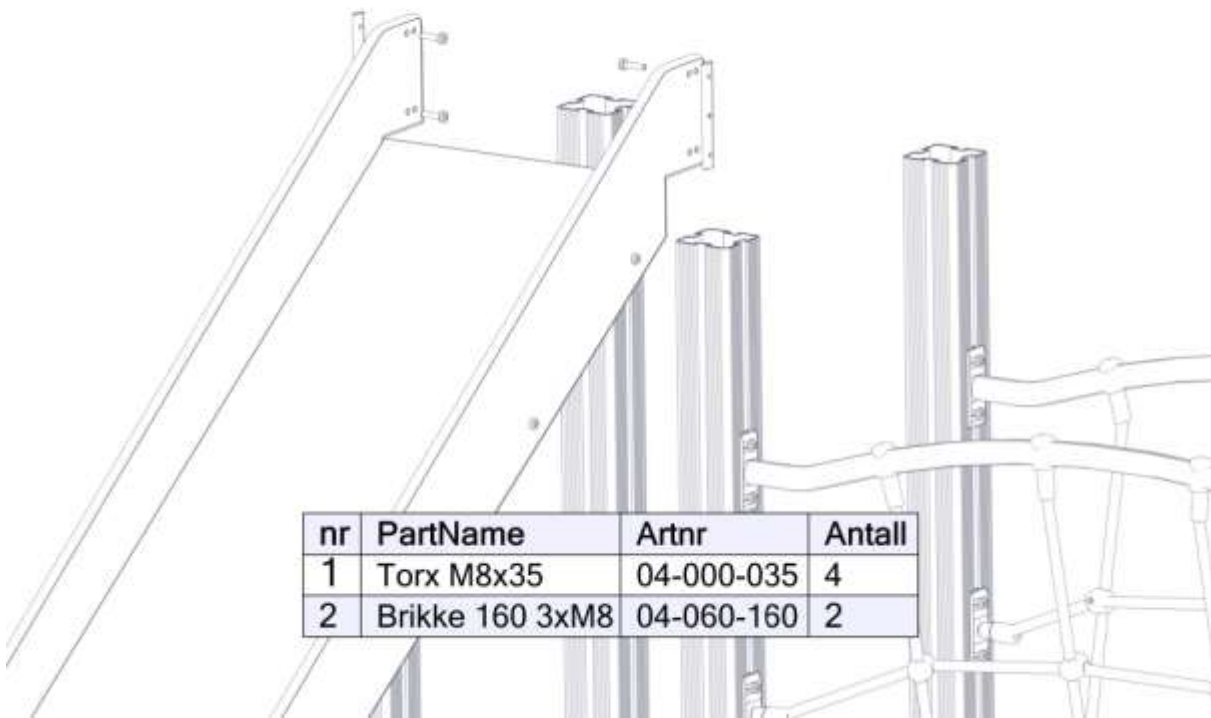 nr PartName Artnr Antall
1 Torx M8x35 04-000-035 4
2 Brikke 160 3xM8 04-060-160 2